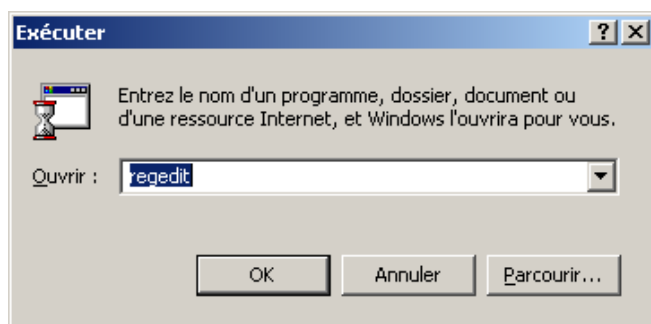 Exécuter
Entrez le nom d'un programme, dossier, document ou
d'une ressource Internet, et Windows l'ouvrira pour vous.
Ouvrir : regedit
OK Annuler Parcourir...